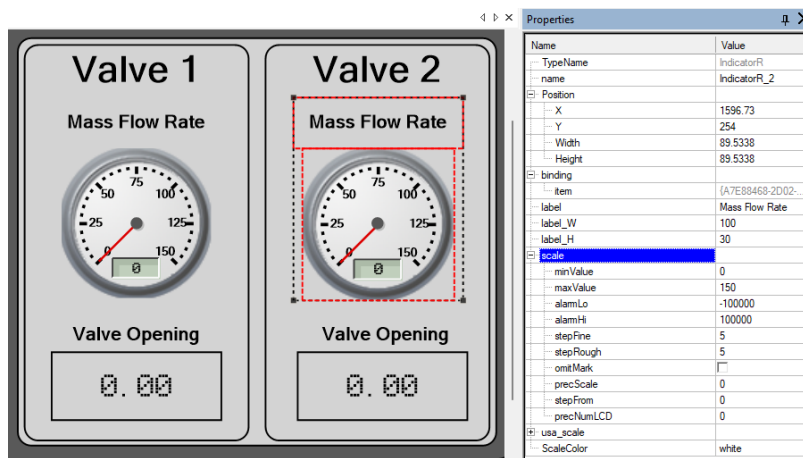 Properties
Name Value
TypeName IndicatorR
name IndicatorR_2
Position
X 1596.73
Y 254
Width 89.5338
Height 89.5338
binding
item {A7E88468-2D02-...
label Mass Flow Rate
label_W 100
label_H 30
scale
minValue 0
maxValue 150
alarmLo -100000
alarmHi 100000
stepFine 5
stepRough 5
omitMark
precScale 0
stepFrom 0
precNumLCD 0
usa_scale
ScaleColor white
Valve 1
Mass Flow Rate
75
50 100
25 125
0 150
0
Valve Opening
0.00
Valve 2
Mass Flow Rate
75
50 100
25 125
0 150
0
Valve Opening
0.00